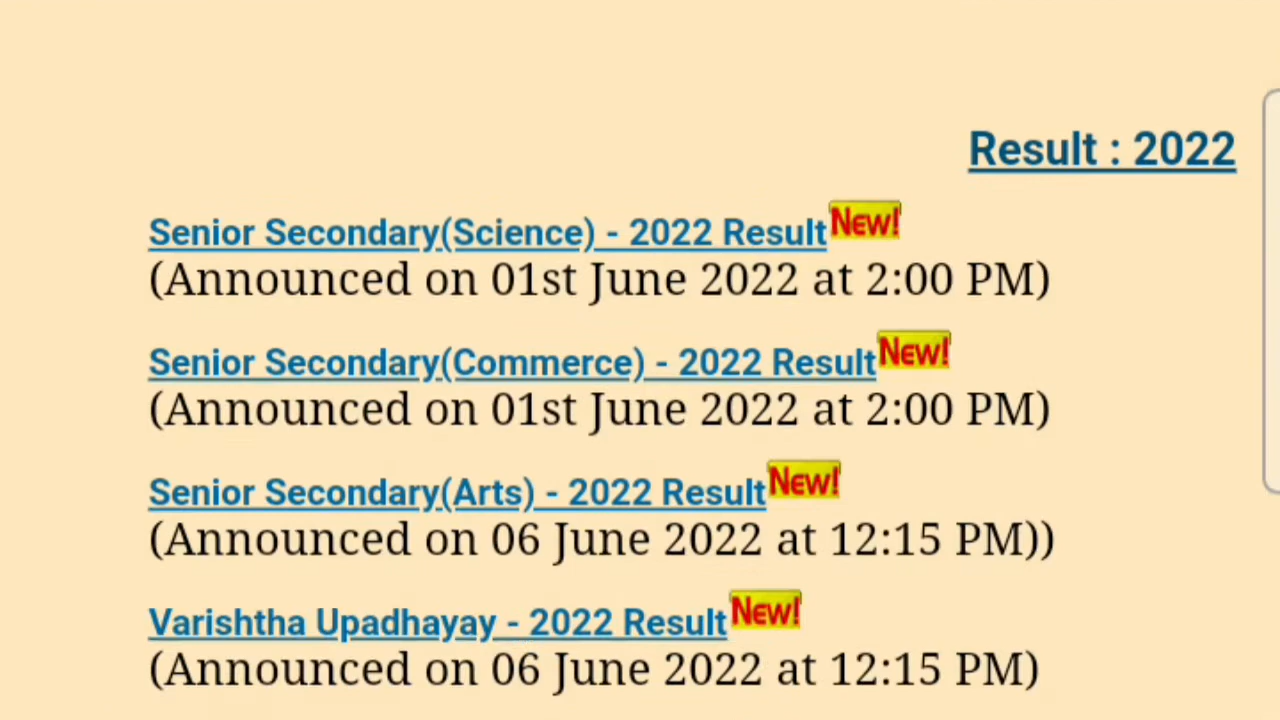 Result : 2022
Senior Secondary(Science) - 2022 Result New!
(Announced on 01st June 2022 at 2:00 PM)
Senior Secondary(Commerce) - 2022 Result New!
(Announced on 01st June 2022 at 2:00 PM)
Senior Secondary(Arts) - 2022 Result New!
(Announced on 06 June 2022 at 12:15 PM))
Varishtha Upadhayay - 2022 Result New!
(Announced on 06 June 2022 at 12:15 PM)